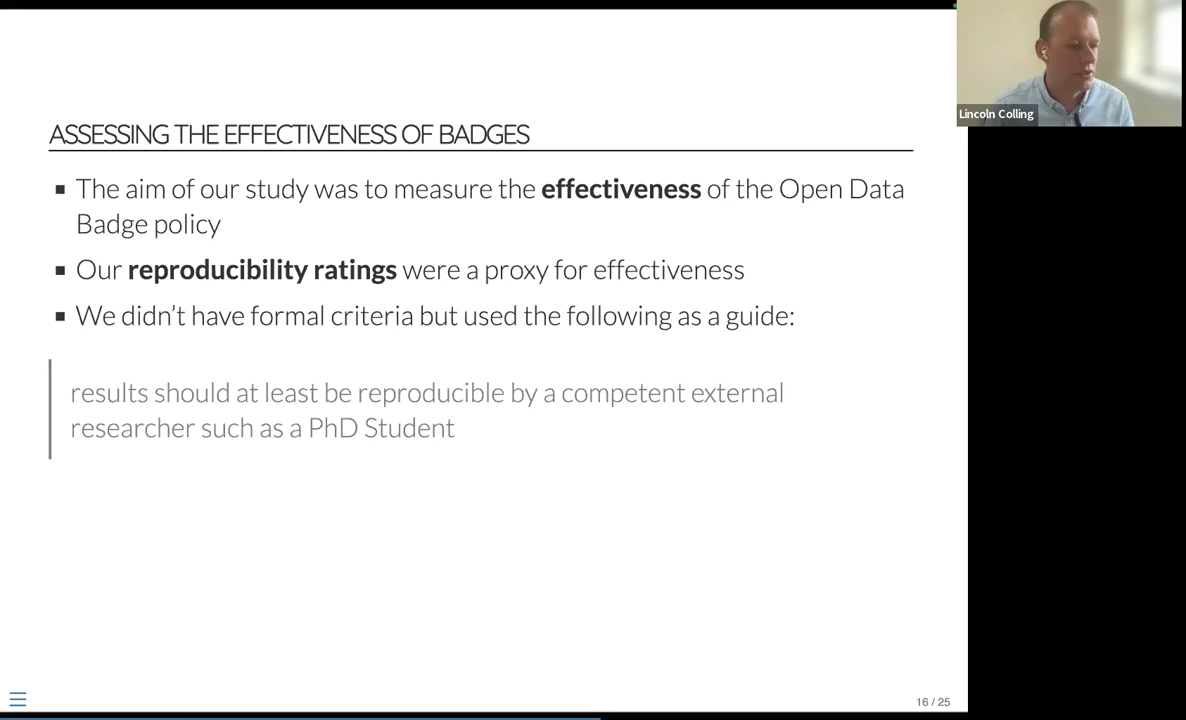 ASSESSING THE EFFECTIVENESS OF BADGES
▪ The aim of our study was to measure the effectiveness of the Open Data
Badge policy
▪ Our reproducibility ratings were a proxy for effectiveness
▪ We didn't have formal criteria but used the following as a guide:
results should at least be reproducible by a competent external
researcher such as a PhD Student
16 / 25
Lincoln Colling